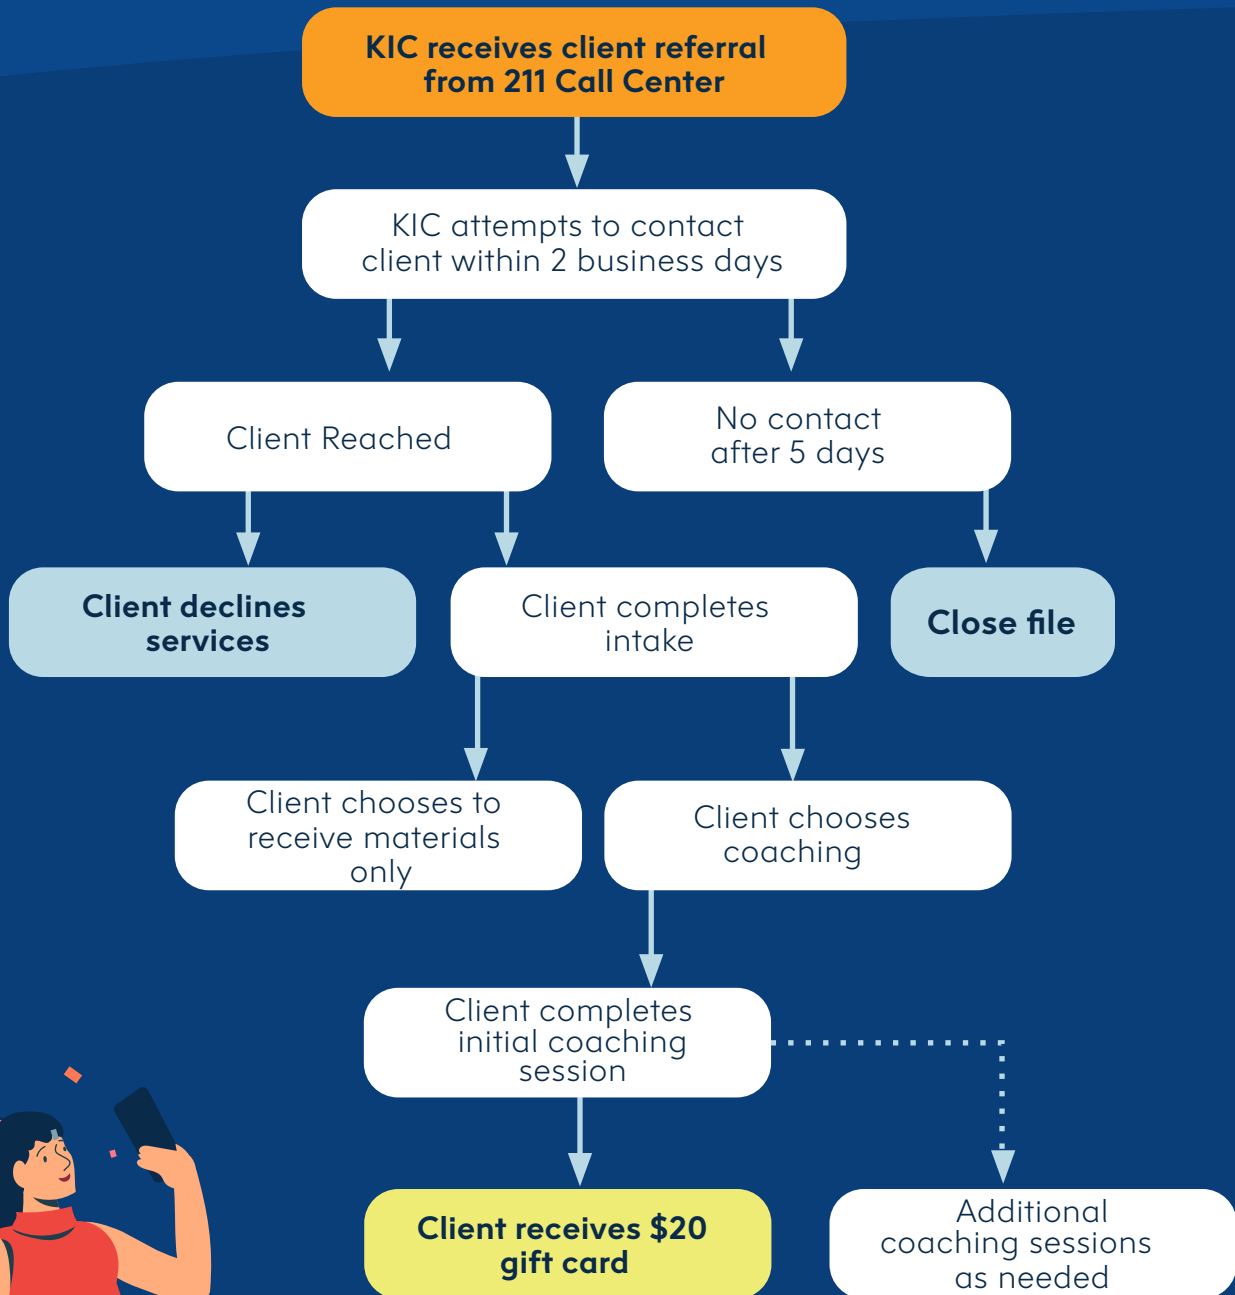 KIC receives client referral
from 211 Call Center
KIC attempts to contact
client within 2 business days
Client Reached
No contact
after 5 days
Client declines
services
Client completes
intake
Close file
Client chooses to
receive materials
only
Client chooses
coaching
Client completes
initial coaching
session
Client receives $20
gift card
Additional
coaching sessions
as needed